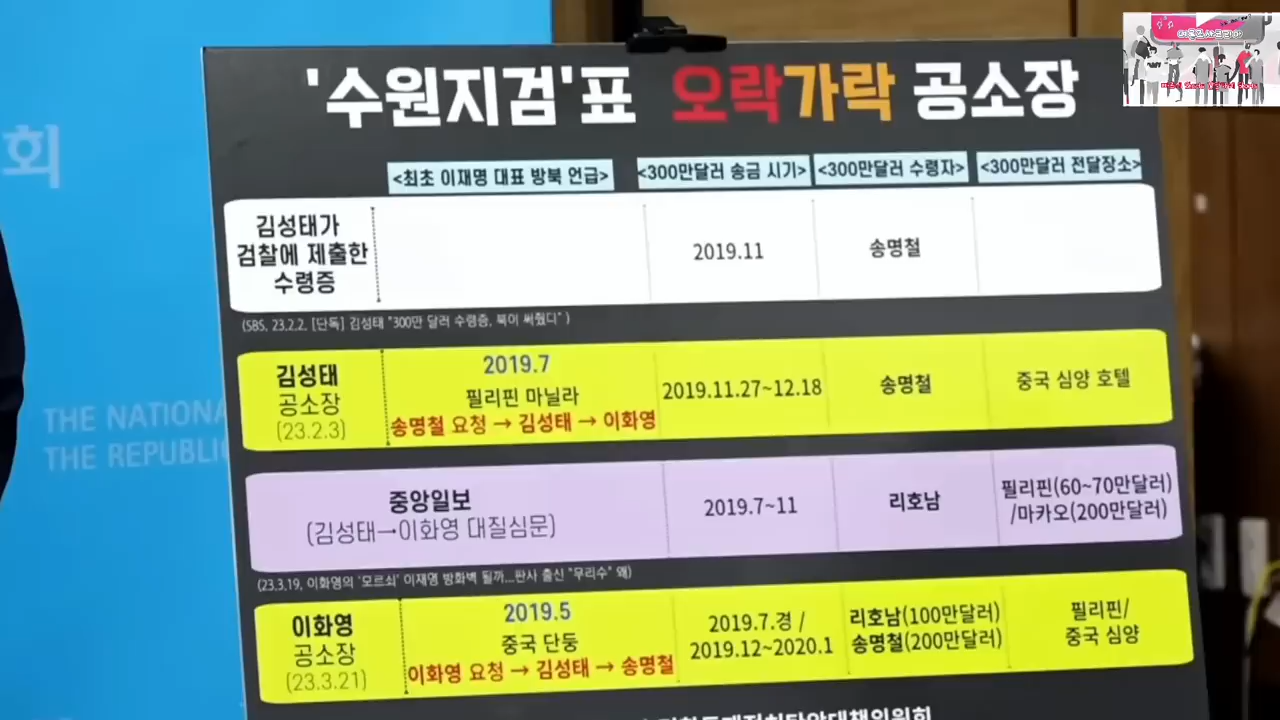 회
THE NATIONA
THE REPUBLIC
'수원지검'표 오락가락 공소장
<최초 이재명 대표 방북 언급> <300만달러 송금 시기> <300만달러 수령자> <300만달러 전달장소>
김성태가
검찰에 제출한
수령증
2019.11
송명철
(SBS, 23.2.2. [단독] 김성태 "300만 달러 수령증, 북이 써줬다" )
김성태
공소장
(23.2.3)
2019.7
필리핀 마닐라
송명철 요청 → 김성태 → 이화영
2019.11.27~12.18
송명철
중국 심양 호텔
중앙일보
(김성태→이화영 대질심문)
2019.7~11
리호남
필리핀(60~70만달러)
/마카오(200만달러)
(23.3.19, 이화영의 '모르쇠' 이재명 방화벽 될까...판사 출신 "무리수" 왜)
이화영
공소장
(23.3.21)
2019.5
중국 단둥
이화영 요청 → 김성태 → 송명철
2019.7.경 /
2019.12~2020.1
리호남(100만달러)
송명철(200만달러)
필리핀/
중국 심양